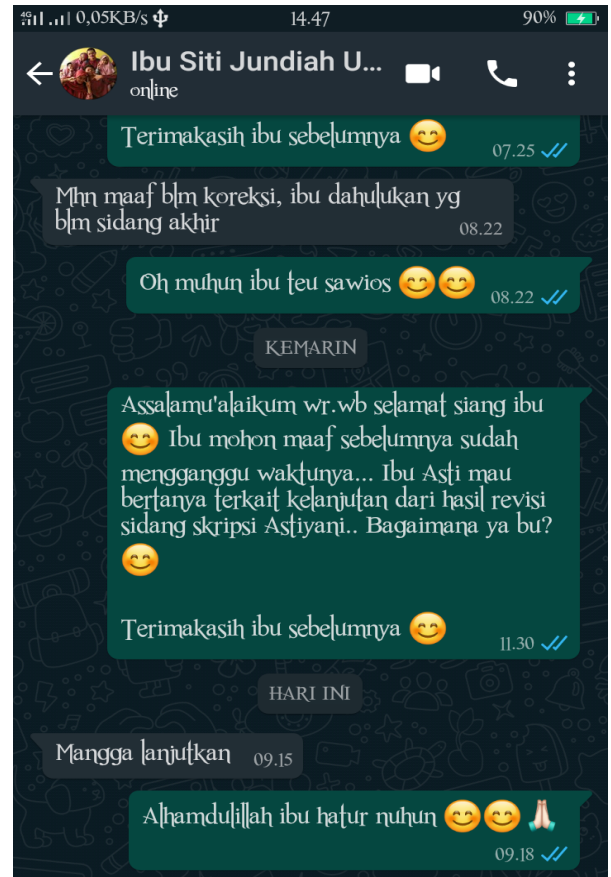 4G 0,05KB/s 14.47 90%
Ibu Siti Jundiah U...
online
Terimakasih ibu sebelumnya 😊
07.25
Mhn maaf blm koreksi, ibu dahulukan yg
blm sidang akhir
08.22
Oh muhun ibu teu sawios 😊😊
08.22
KEMARIN
Assalamu'alaikum wr.wb selamat siang ibu
😊 Ibu mohon maaf sebelumnya sudah
mengganggu waktunya... Ibu Asti mau
bertanya terkait kelanjutan dari hasil revisi
sidang skripsi Astiyani.. Bagaimana ya bu?
😊
Terimakasih ibu sebelumnya 😊
11.30
HARI INI
Mangga lanjutkan 09.15
Alhamdulillah ibu hatur nuhun 😊😊🙏🏻
09.18